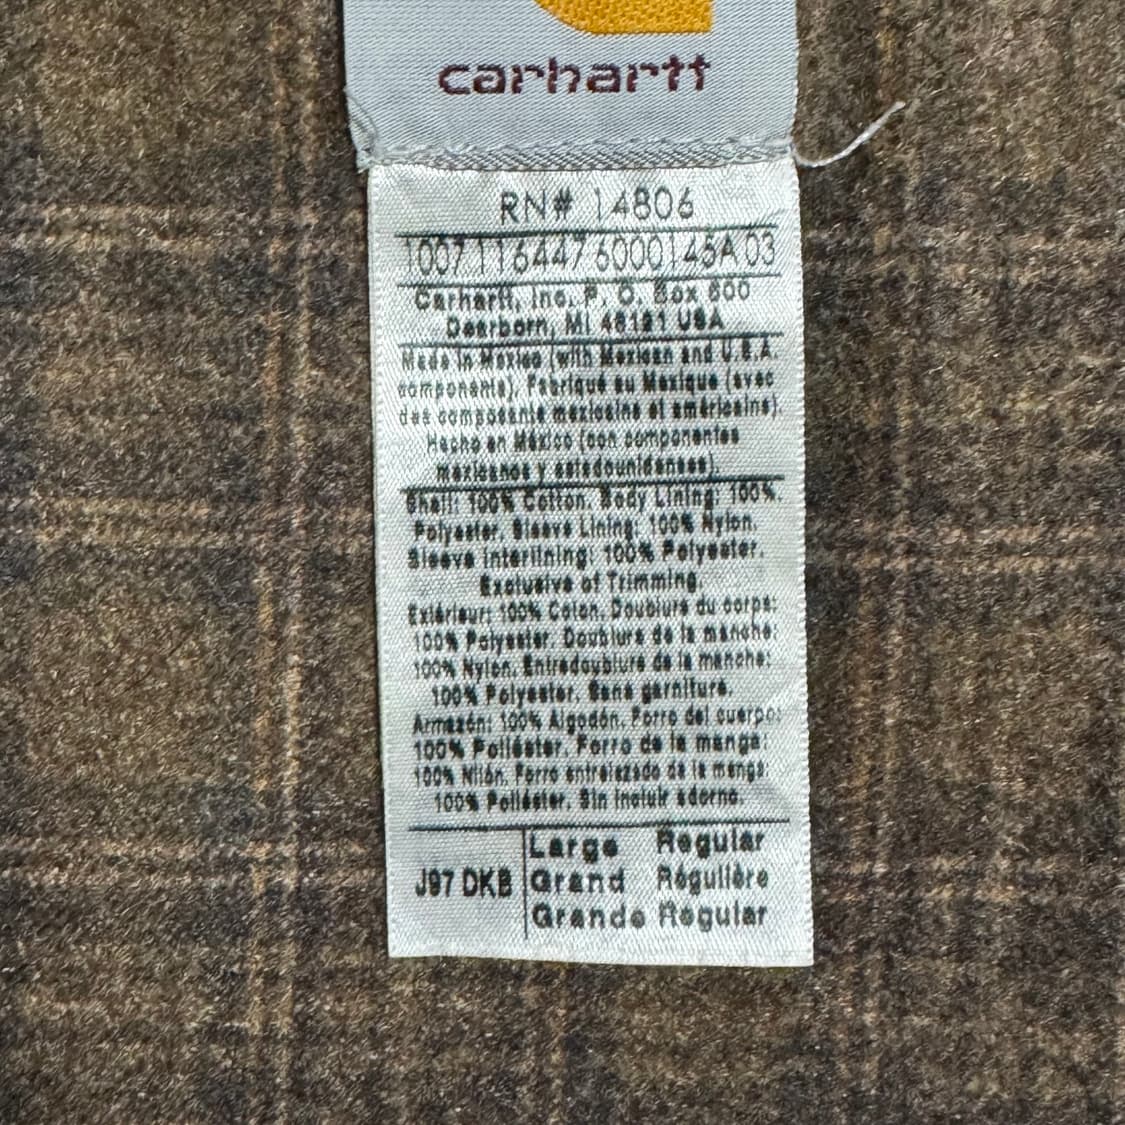 carhartt
RN# 14806
1007 116447 6000145A 03
Carhartt, Inc. P. O. Box 600
Dearborn, MI 48121 USA
Made in Mexico (with Mexican and U.S.A.
components). Fabriqué au Mexique (avec
des composants mexicains et américains).
Hecho en México (con componentes
mexicanos y estadounidenses).
Shell: 100% Cotton. Body Lining: 100%
Polyester. Sleeve Lining: 100% Nylon.
Sleeve Interlining: 100% Polyester.
Exclusive of Trimming.
Extérieur: 100% Coton. Doublure du corps:
100% Polyester. Doublure de la manche:
100% Nylon. Entredoublure de la manche:
100% Polyester. Sans garniture.
Armazón: 100% Algodón. Forro del cuerpo:
100% Poliéster. Forro de la manga:
100% Nilón. Forro entrelazado de la manga:
100% Poliéster. Sin incluir adorno.
J97 DKB
Large Regular
Grand Régulière
Grande Regular